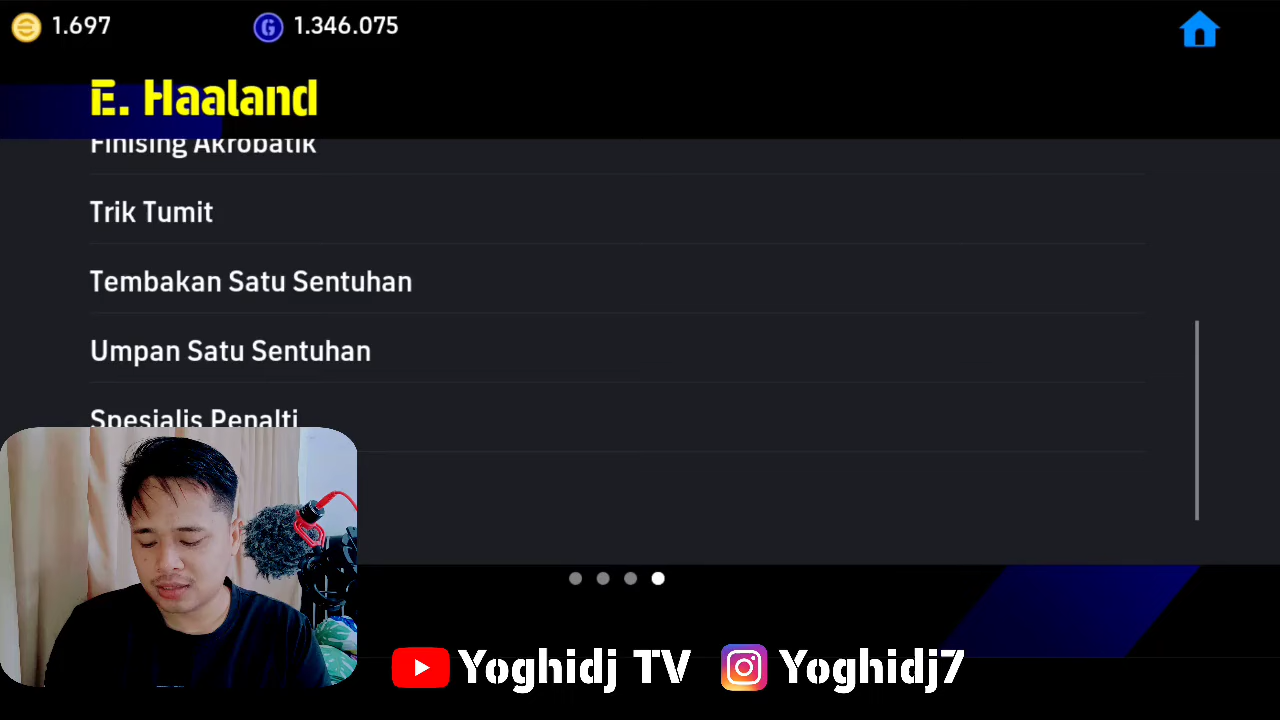 1.697
1.346.075
E. Haaland
Finising Akrobatik
Trik Tumit
Tembakan Satu Sentuhan
Umpan Satu Sentuhan
Spesialis Penalti
Yoghidj TV
Yoghidj7